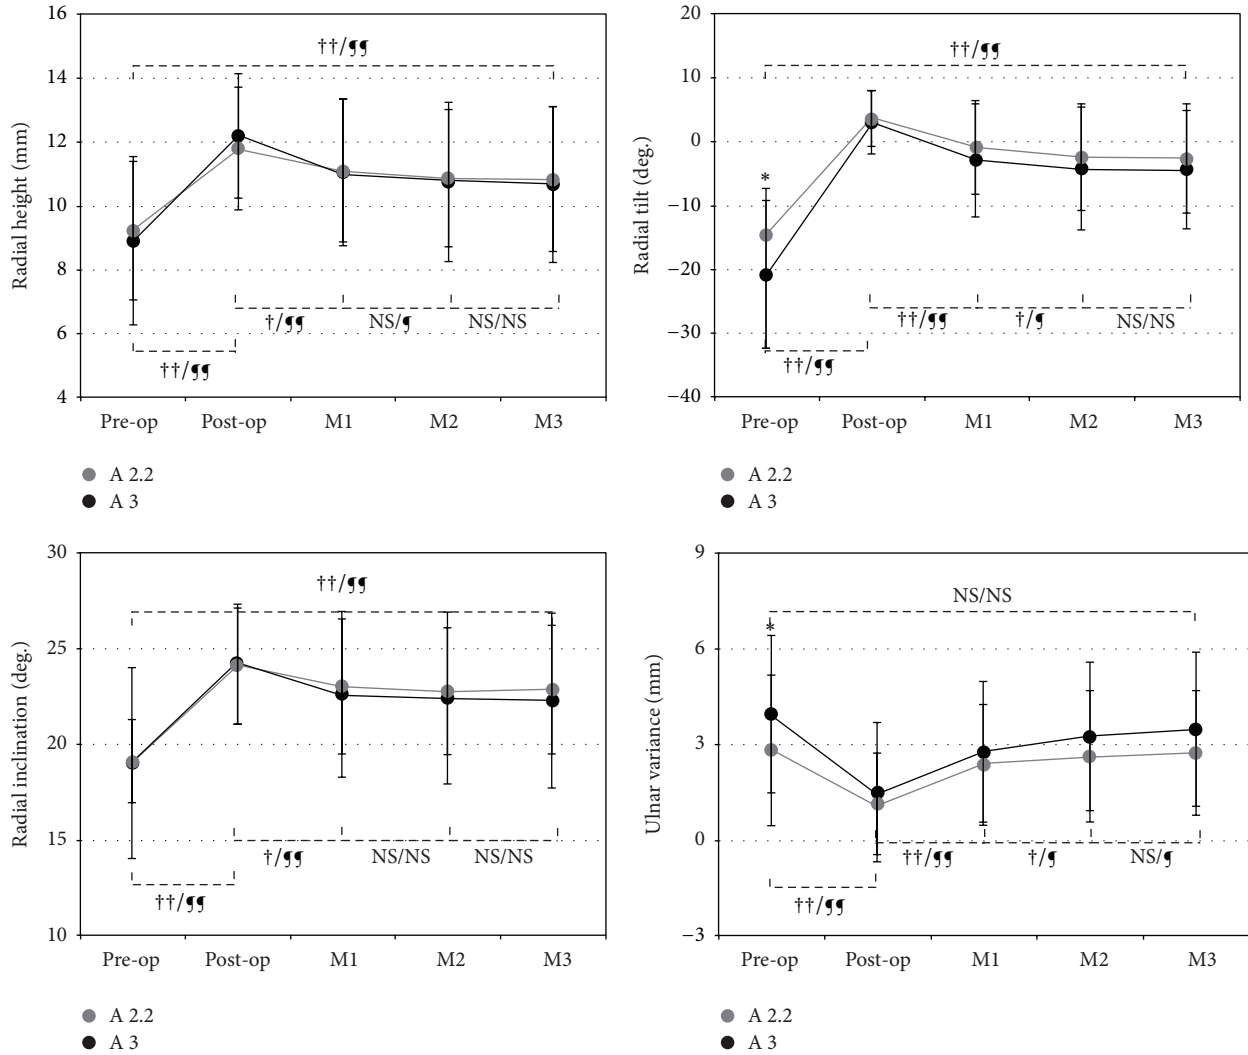 16
14
12
10
8
6
4
Radial height (mm)
††/¶¶
†/¶¶
NS/¶
NS/NS
††/¶¶
Pre-op
Post-op
M1
M2
M3
A 2.2
A 3
20
10
0
−10
−20
−30
−40
Radial tilt (deg.)
††/¶¶
*
††/¶¶
†/¶
NS/NS
††/¶¶
Pre-op
Post-op
M1
M2
M3
A 2.2
A 3
30
25
20
15
10
Radial inclination (deg.)
††/¶¶
†/¶¶
NS/NS
NS/NS
††/¶¶
Pre-op
Post-op
M1
M2
M3
A 2.2
A 3
9
6
3
0
−3
Ulnar variance (mm)
NS/NS
*
††/¶¶
†/¶
NS/¶
††/¶¶
Pre-op
Post-op
M1
M2
M3
A 2.2
A 3